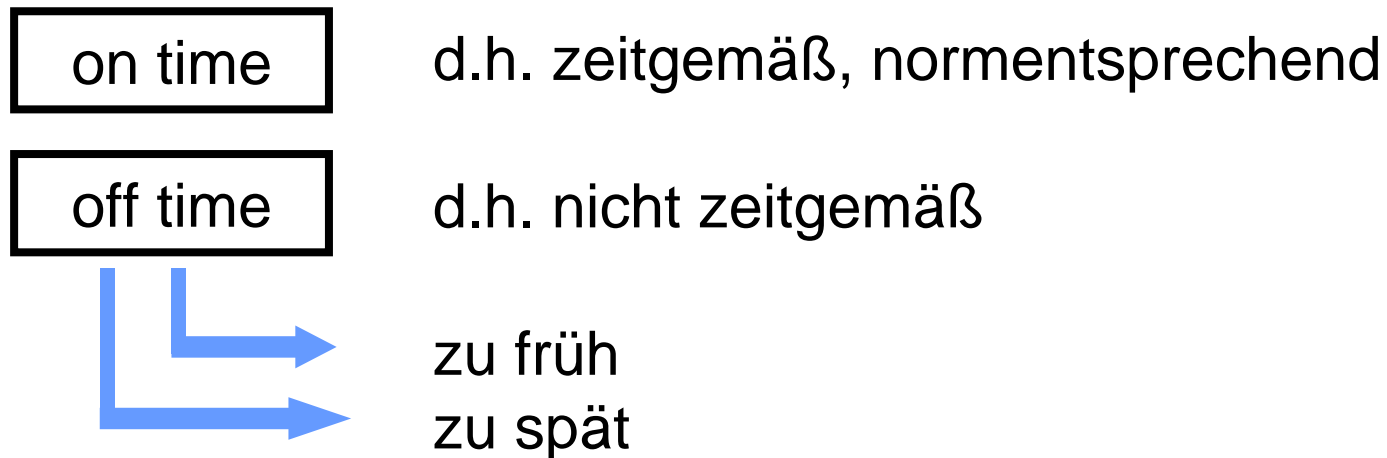 on time d.h. zeitgemäß, normentsprechend
off time d.h. nicht zeitgemäß
zu früh
zu spät